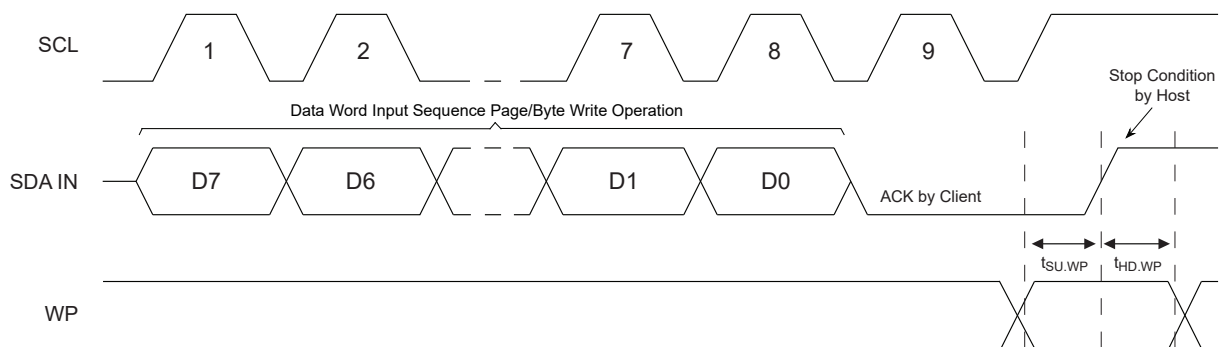 SCL
1
2
7
8
9
Stop Condition
by Host
Data Word Input Sequence Page/Byte Write Operation
SDA IN
D7
D6
D1
D0
ACK by Client
tSU.WP
tHD.WP
WP